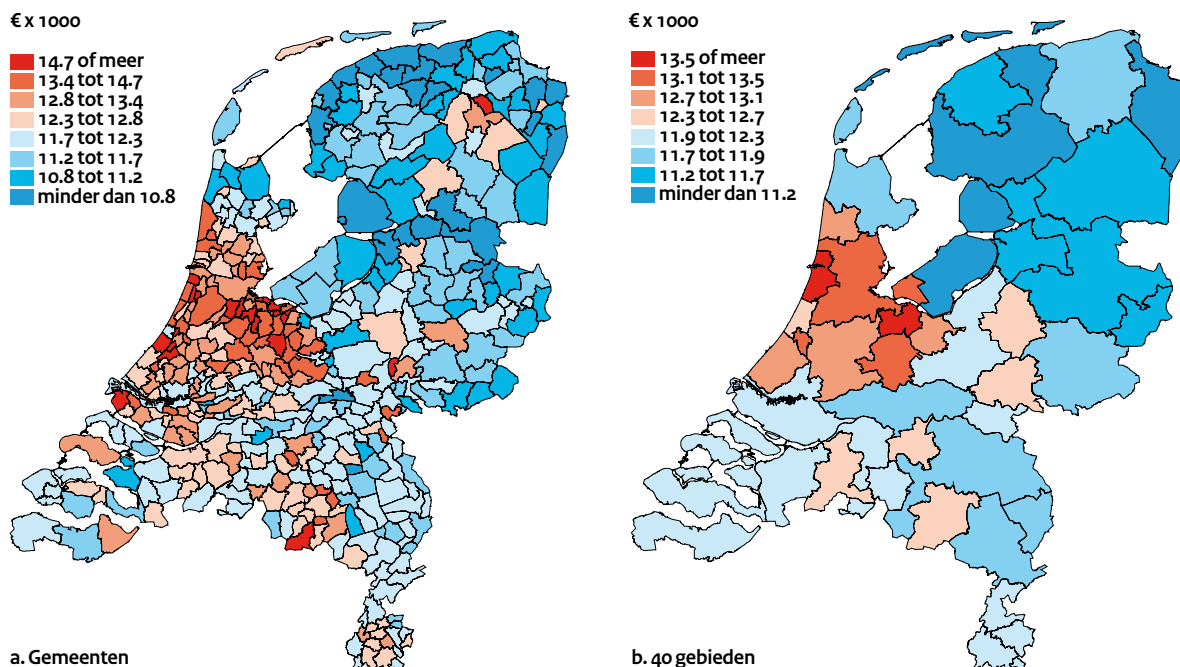 € x 1000
14.7 of meer
13.4 tot 14.7
12.8 tot 13.4
12.3 tot 12.8
11.7 tot 12.3
11.2 tot 11.7
10.8 tot 11.2
minder dan 10.8
a. Gemeenten
€ x 1000
13.5 of meer
13.1 tot 13.5
12.7 tot 13.1
12.3 tot 12.7
11.9 tot 12.3
11.7 tot 11.9
11.2 tot 11.7
minder dan 11.2
b. 40 gebieden